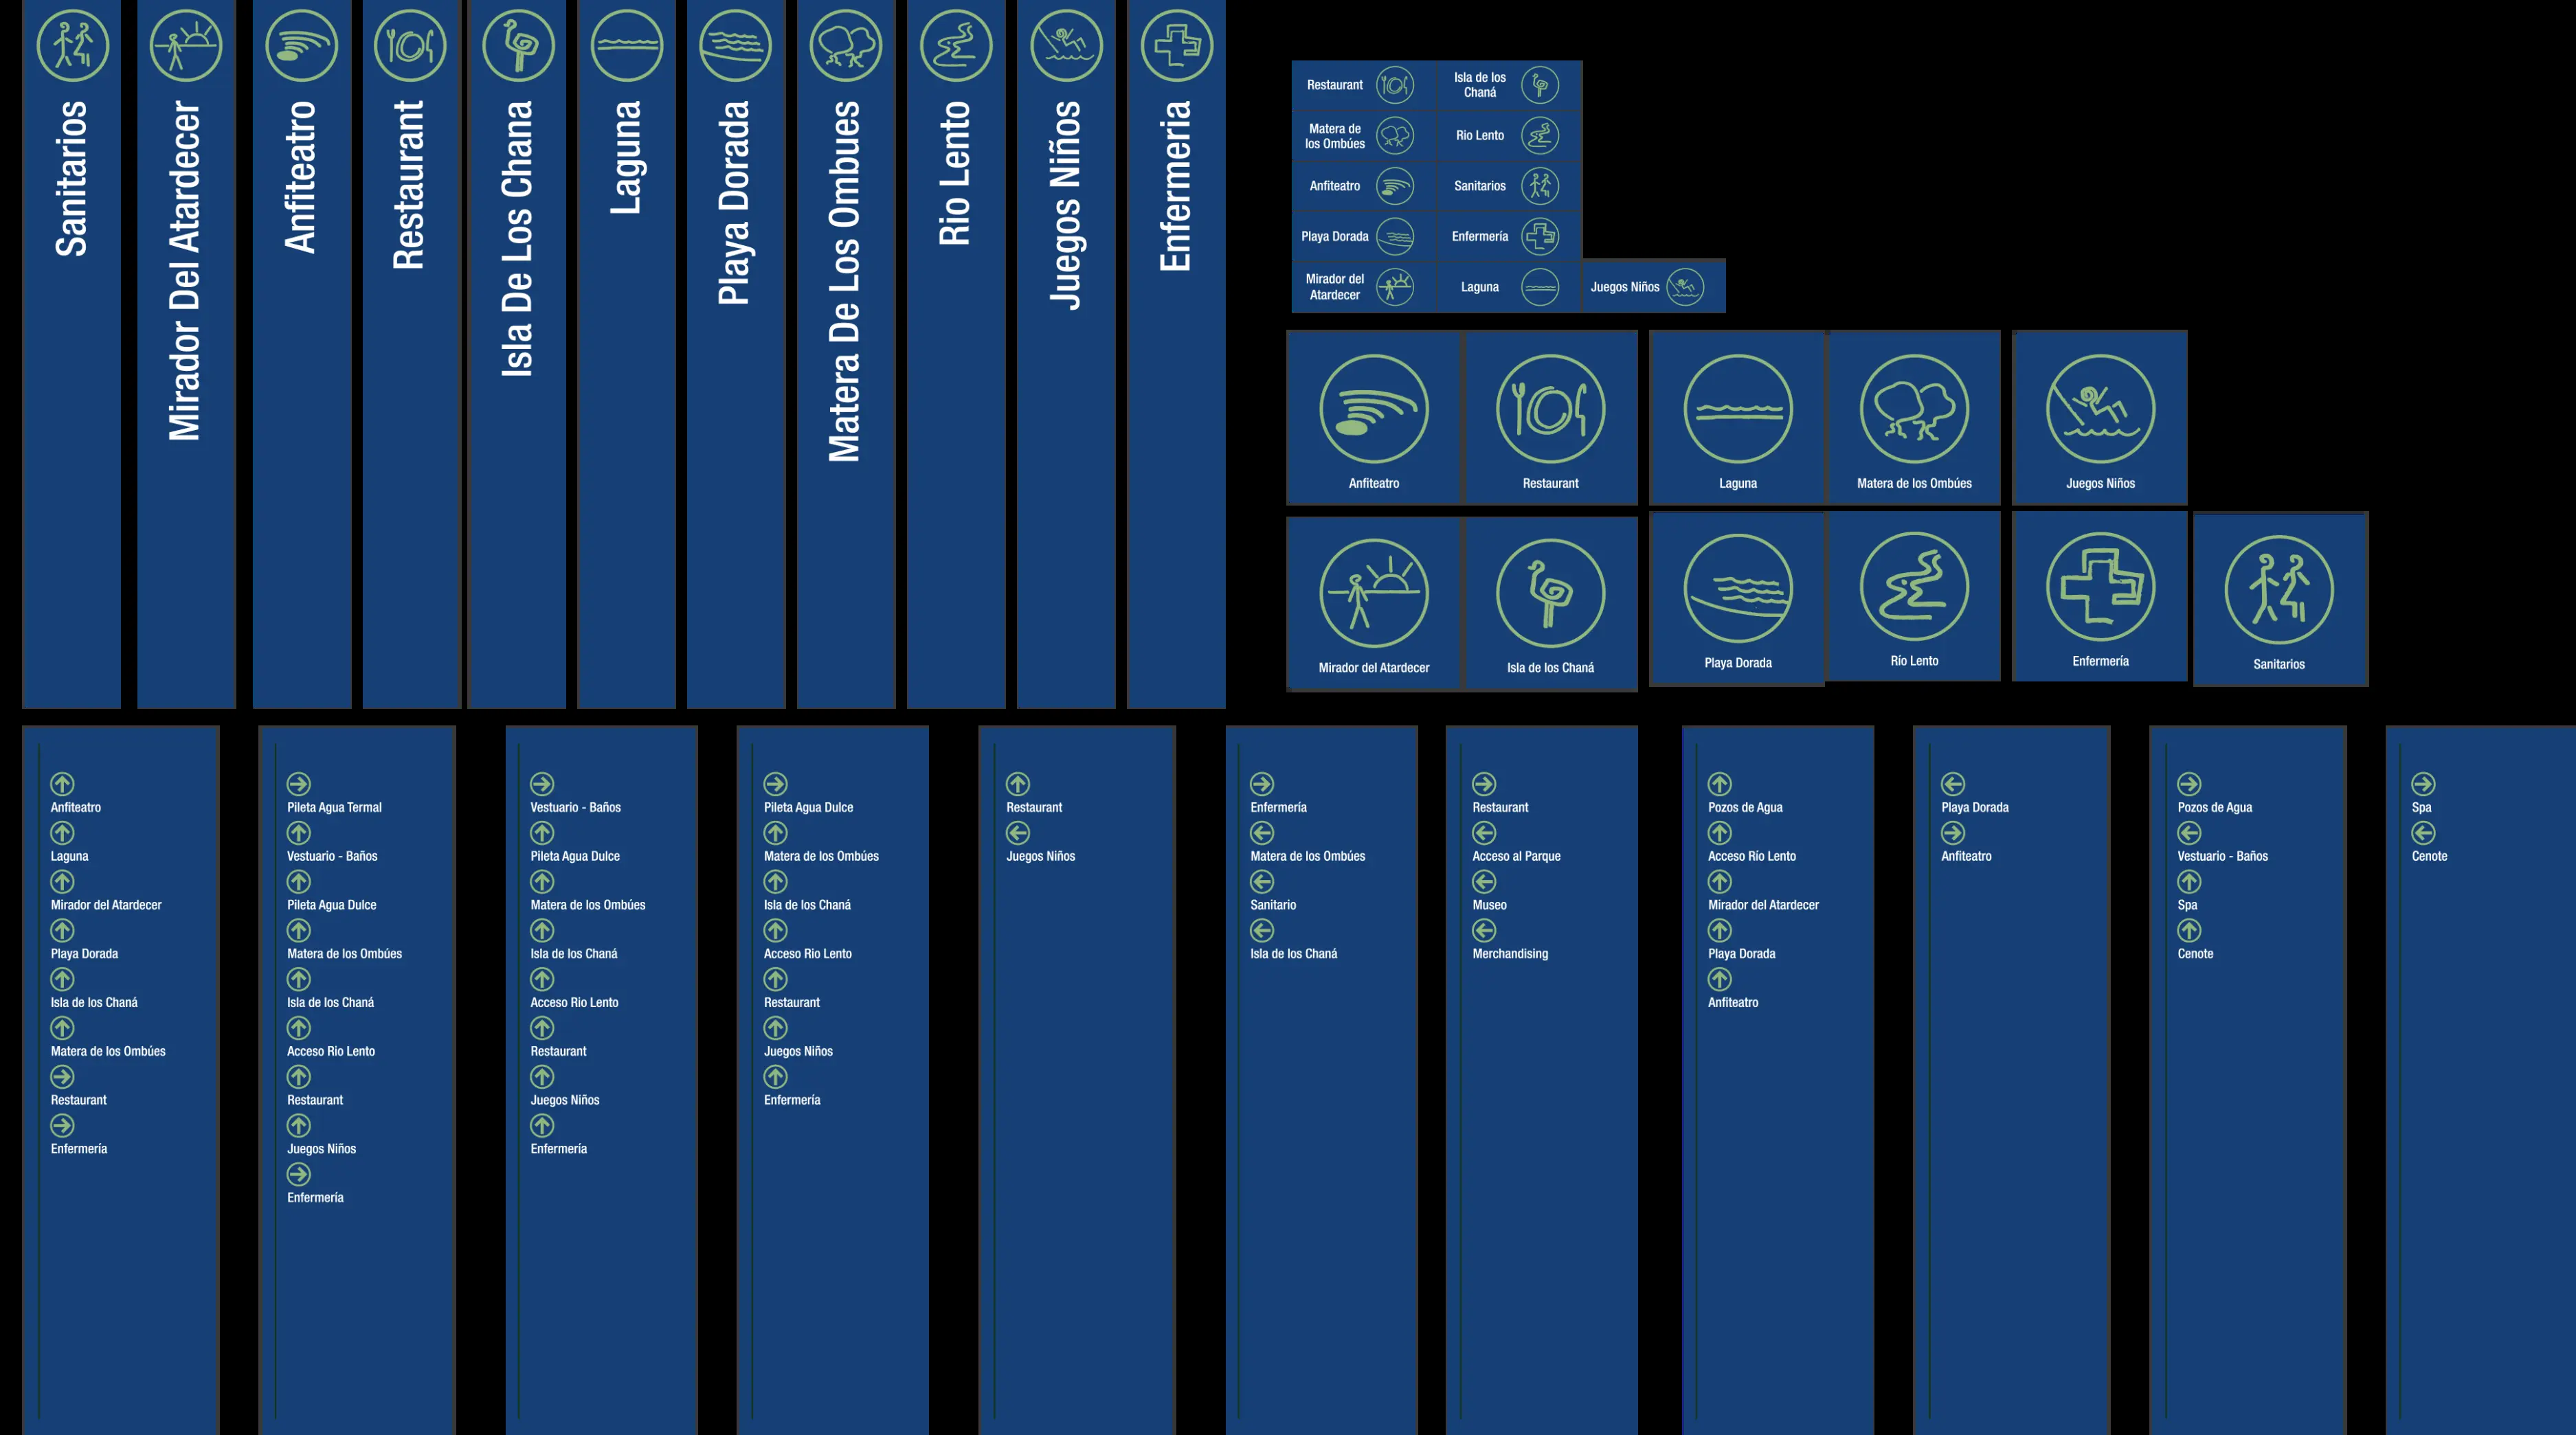 Sanitarios
Mirador Del Atardecer
Anfiteatro
Restaurant
Isla De Los Chana
Laguna
Playa Dorada
Matera De Los Ombues
Rio Lento
Juegos Niños
Enfermeria
Restaurant
Isla de los
Chaná
Matera de
los Ombúes
Rio Lento
Anfiteatro
Sanitarios
Playa Dorada
Enfermería
Mirador del
Atardecer
Laguna
Juegos Niños
Anfiteatro
Restaurant
Laguna
Matera de los Ombúes
Juegos Niños
Mirador del Atardecer
Isla de los Chaná
Playa Dorada
Río Lento
Enfermería
Sanitarios
Anfiteatro
Laguna
Mirador del Atardecer
Playa Dorada
Isla de los Chaná
Matera de los Ombúes
Restaurant
Enfermería
Pileta Agua Termal
Vestuario - Baños
Pileta Agua Dulce
Matera de los Ombúes
Isla de los Chaná
Acceso Rio Lento
Restaurant
Juegos Niños
Enfermería
Vestuario - Baños
Pileta Agua Dulce
Matera de los Ombúes
Isla de los Chaná
Acceso Rio Lento
Restaurant
Juegos Niños
Enfermería
Pileta Agua Dulce
Matera de los Ombúes
Isla de los Chaná
Acceso Rio Lento
Restaurant
Juegos Niños
Enfermería
Restaurant
Juegos Niños
Enfermería
Matera de los Ombúes
Sanitario
Isla de los Chaná
Restaurant
Acceso al Parque
Museo
Merchandising
Pozos de Agua
Acceso Río Lento
Mirador del Atardecer
Playa Dorada
Anfiteatro
Playa Dorada
Anfiteatro
Pozos de Agua
Vestuario - Baños
Spa
Cenote
Spa
Cenote